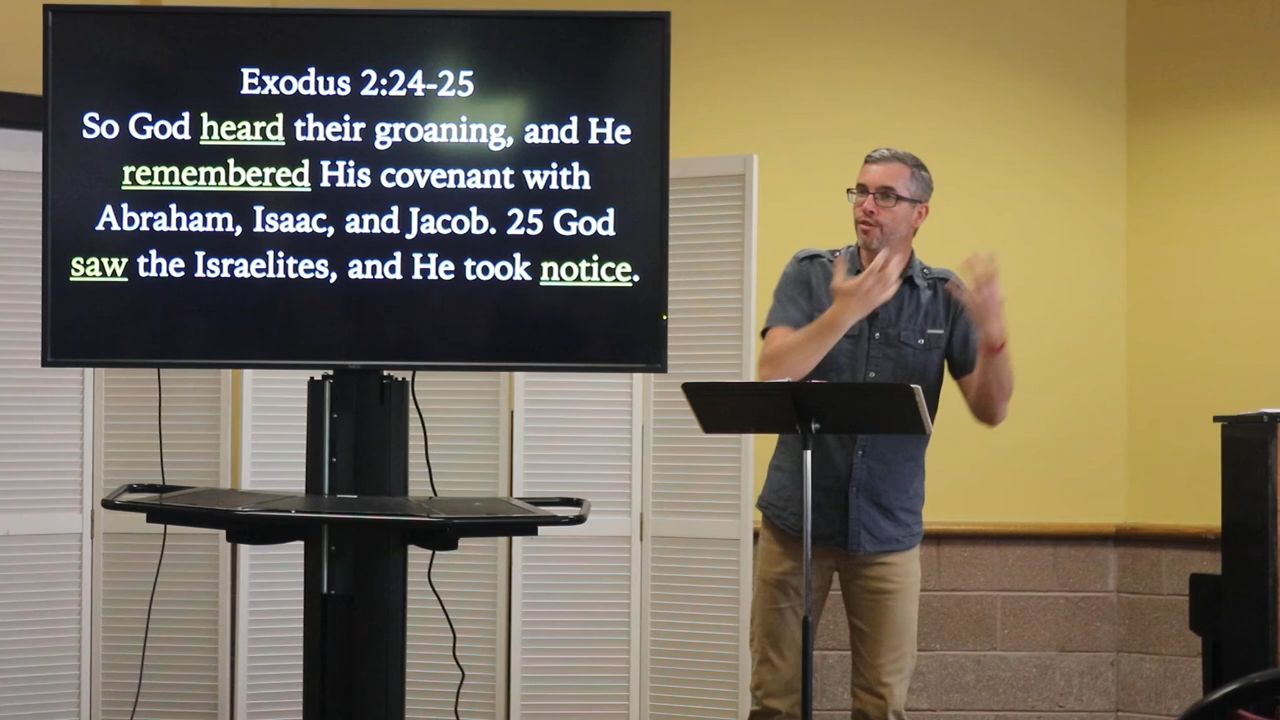 Exodus 2:24-25
So God heard their groaning, and He
remembered His covenant with
Abraham, Isaac, and Jacob. 25 God
saw the Israelites, and He took notice.